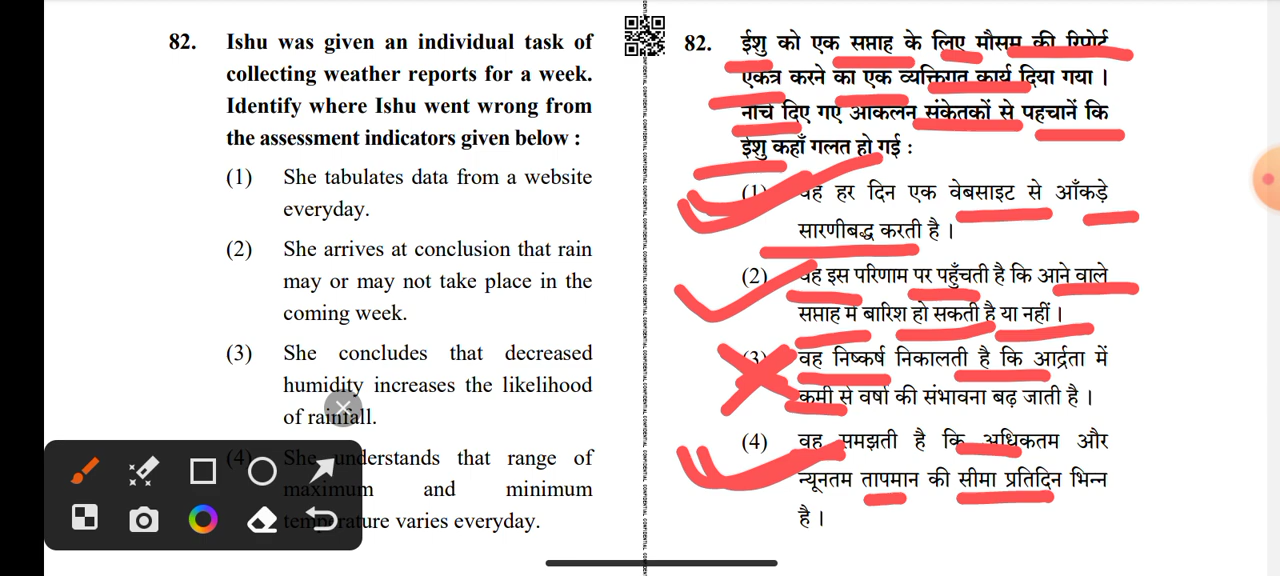 82. Ishu was given an individual task of
collecting weather reports for a week.
Identify where Ishu went wrong from
the assessment indicators given below :
(1) She tabulates data from a website
everyday.
(2) She arrives at conclusion that rain
may or may not take place in the
coming week.
(3) She concludes that decreased
humidity increases the likelihood
of rainfall.
(4) She understands that range of
maximum and minimum
temperature varies everyday.
82. ईशु को एक सप्ताह के लिए मौसम की रिपोर्ट
एकत्र करने का एक व्यक्तिगत कार्य दिया गया ।
नीचे दिए गए आकलन संकेतकों से पहचानें कि
ईशु कहाँ गलत हो गई :
(1) वह हर दिन एक वेबसाइट से आँकड़े
सारणीबद्ध करती है ।
(2) वह इस परिणाम पर पहुँचती है कि आने वाले
सप्ताह में बारिश हो सकती है या नहीं ।
(3) वह निष्कर्ष निकालती है कि आर्द्रता में
कमी से वर्षा की संभावना बढ़ जाती है ।
(4) वह समझती है कि अधिकतम और
न्यूनतम तापमान की सीमा प्रतिदिन भिन्न
है ।